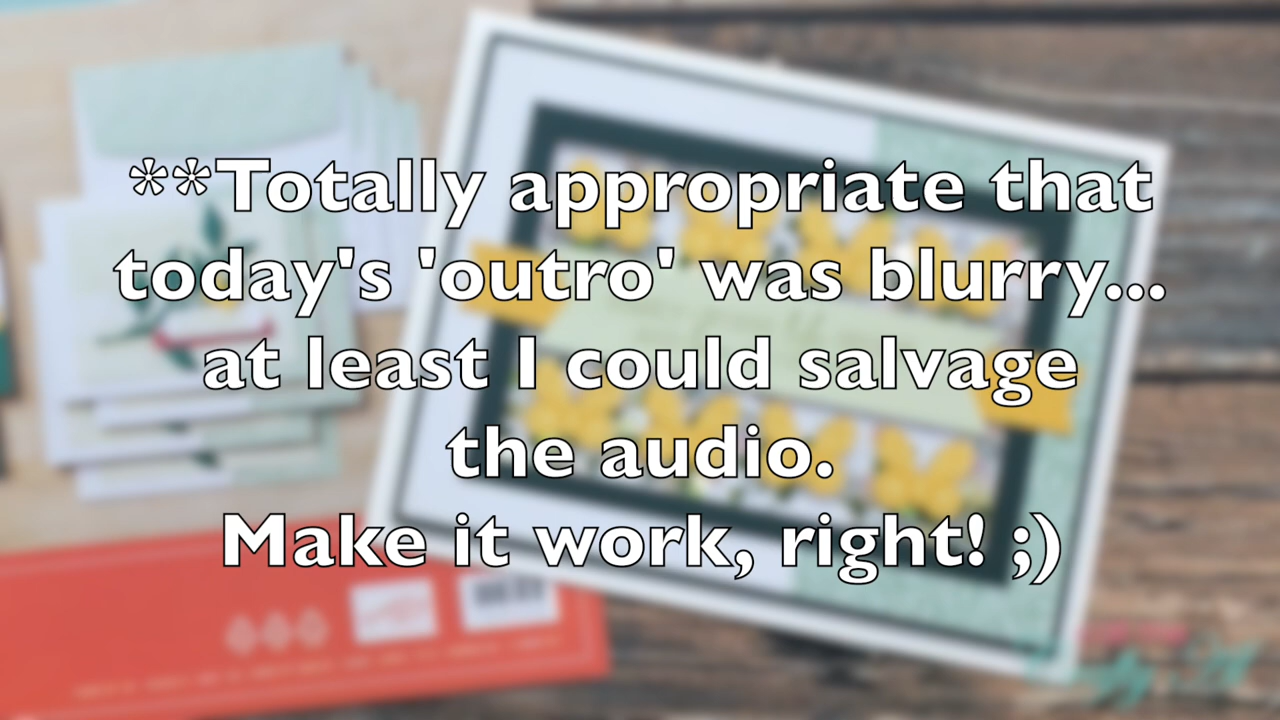 **Totally appropriate that
today's 'outro' was blurry...
at least I could salvage
the audio.
Make it work, right! ;)